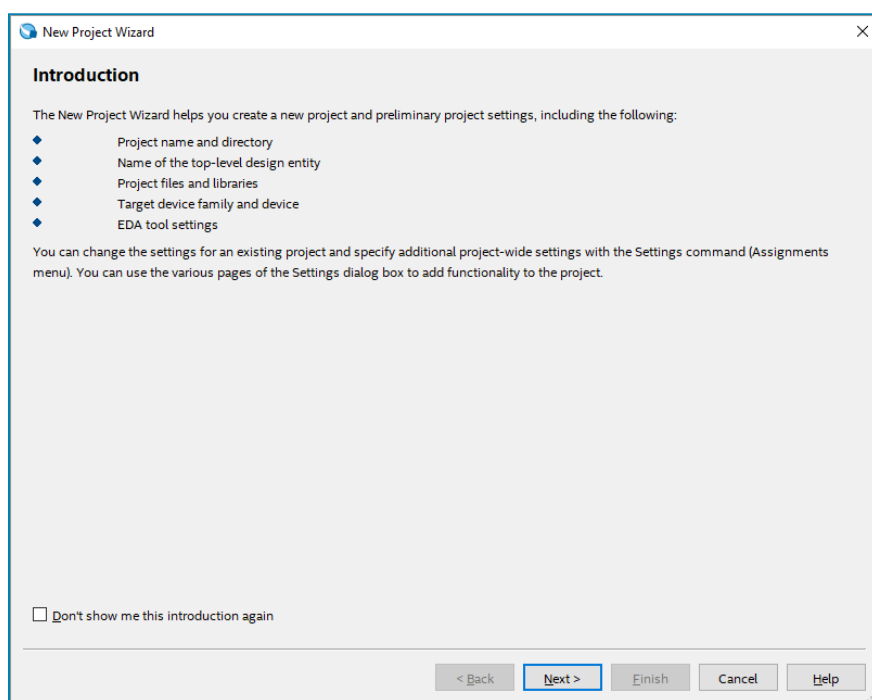 New Project Wizard
Introduction
The New Project Wizard helps you create a new project and preliminary project settings, including the following:
Project name and directory
Name of the top-level design entity
Project files and libraries
Target device family and device
EDA tool settings
You can change the settings for an existing project and specify additional project-wide settings with the Settings command (Assignments
menu). You can use the various pages of the Settings dialog box to add functionality to the project.
Don't show me this introduction again
< Back Next > Finish Cancel Help